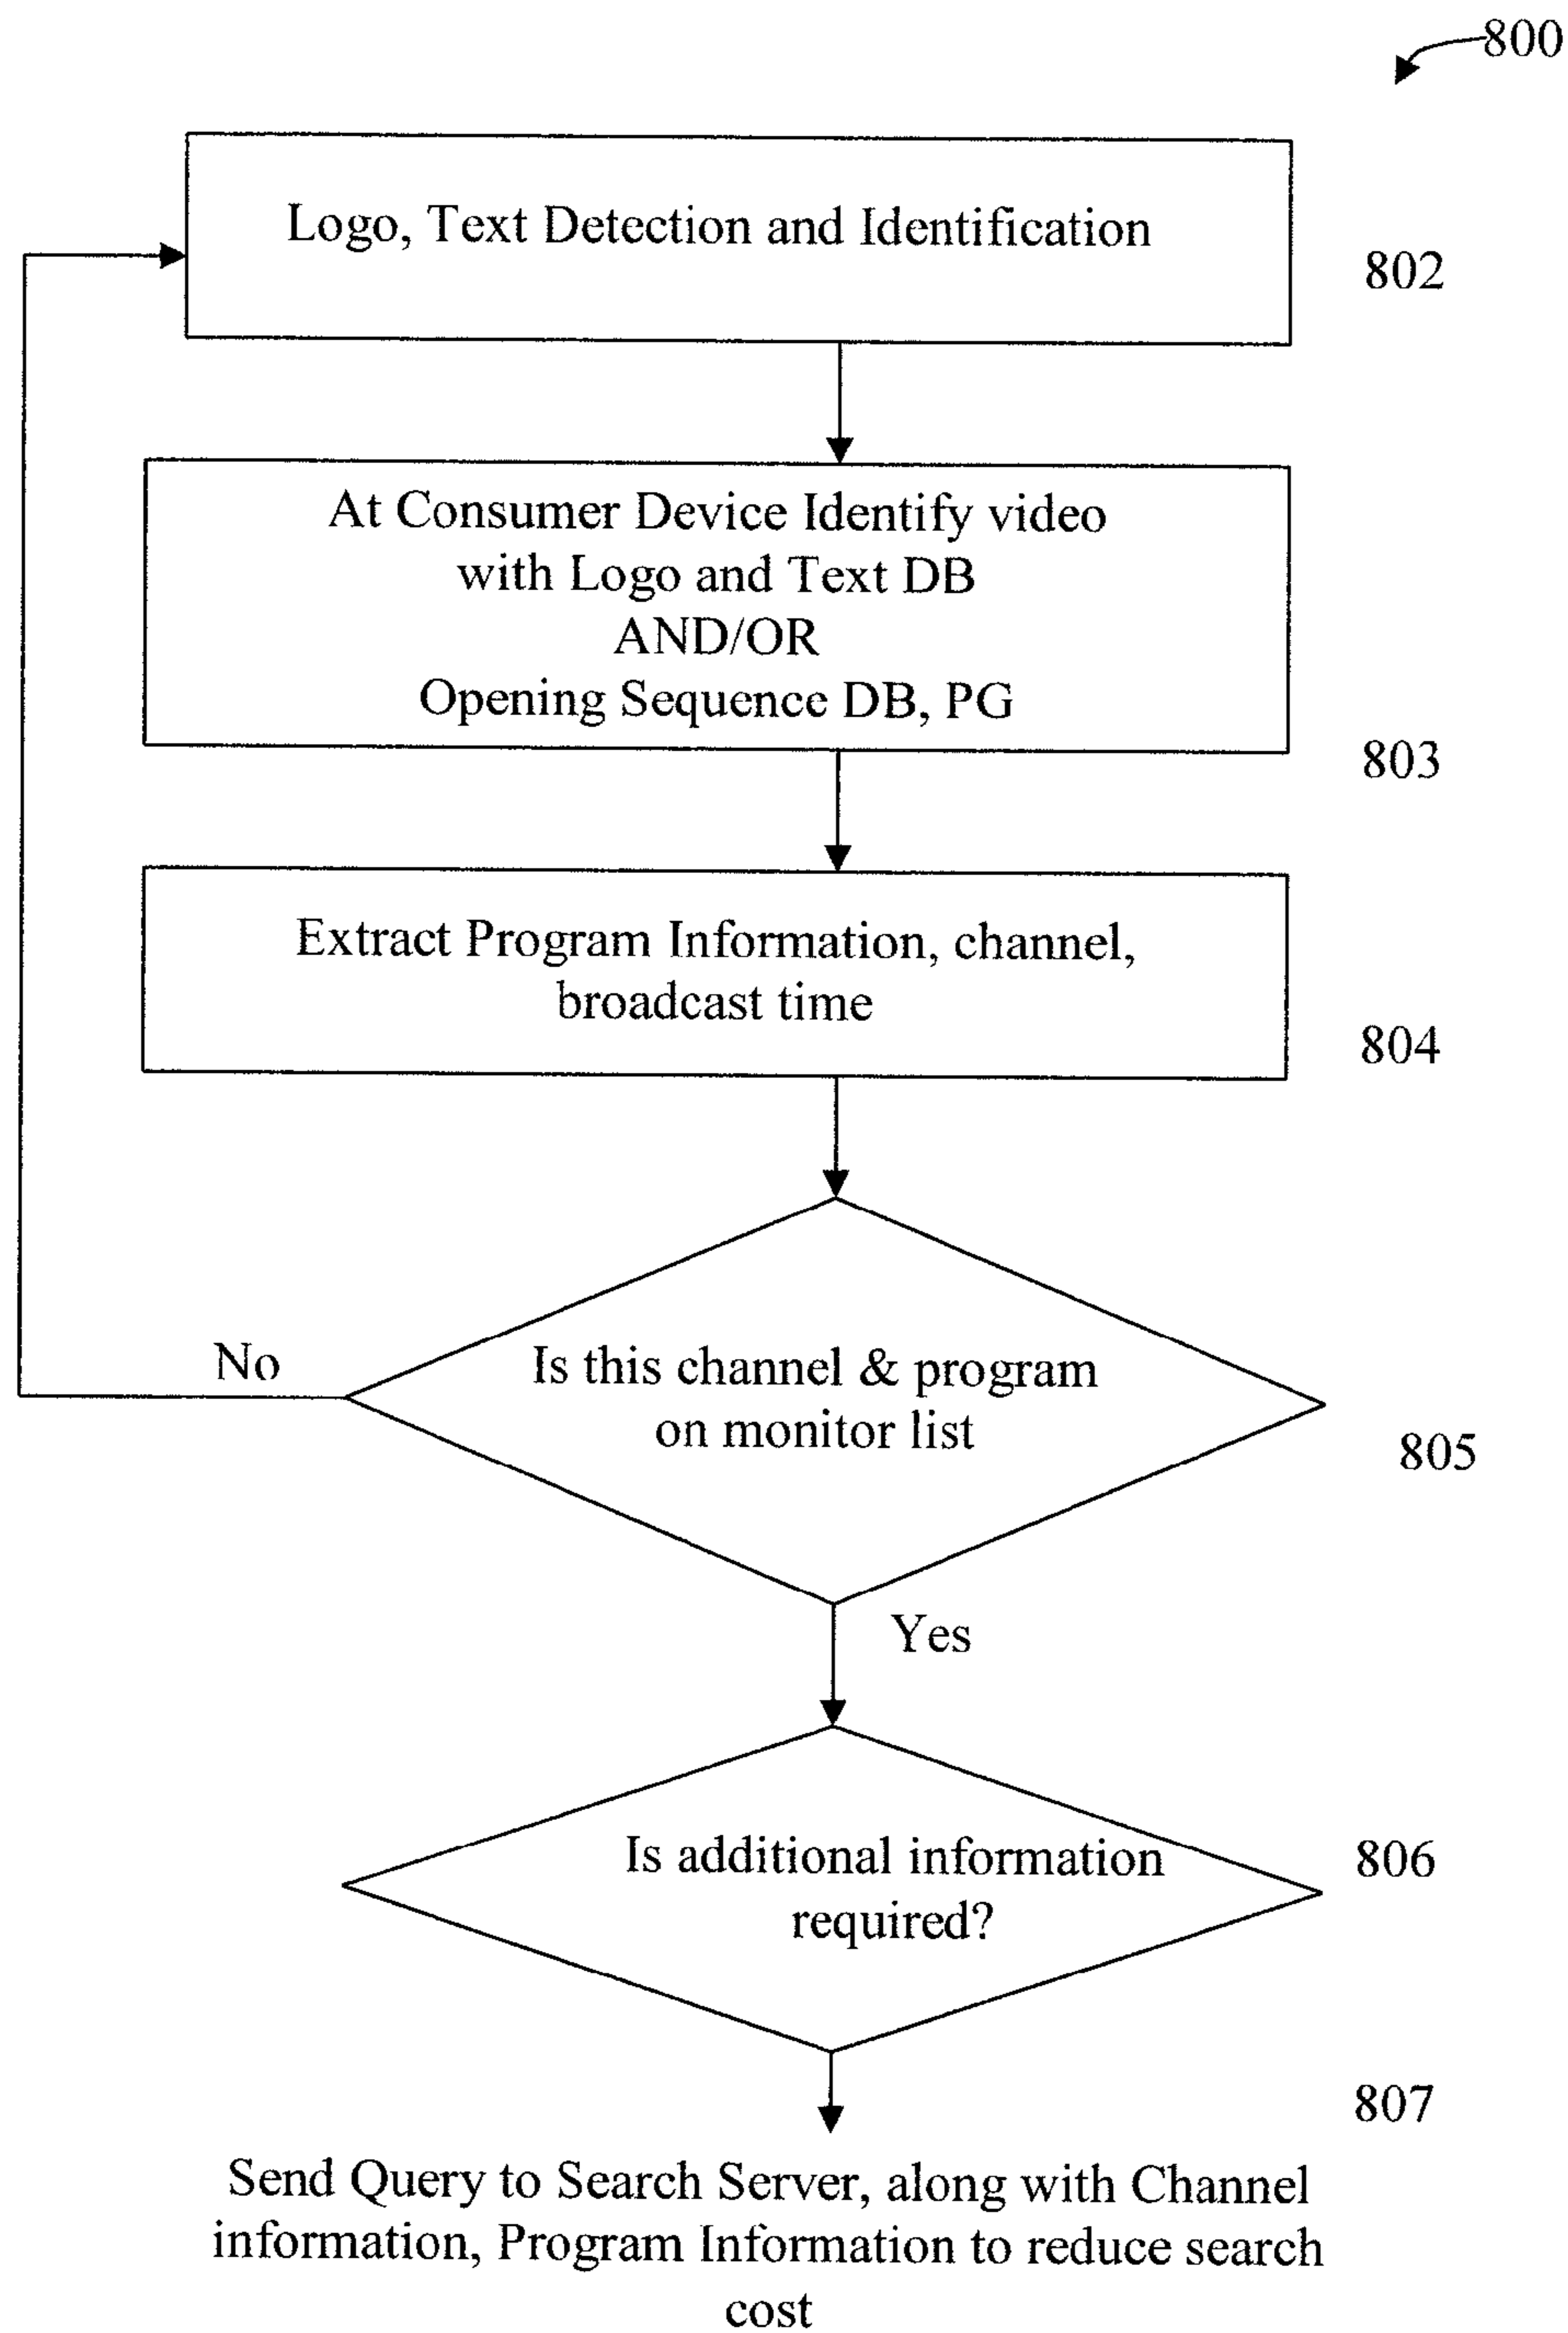 800
Logo, Text Detection and Identification
802
At Consumer Device Identify video
with Logo and Text DB
AND/OR
Opening Sequence DB, PG
803
Extract Program Information, channel,
broadcast time
804
No
Is this channel & program
on monitor list
805
Yes
Is additional information
required?
806
807
Send Query to Search Server, along with Channel
information, Program Information to reduce search
cost